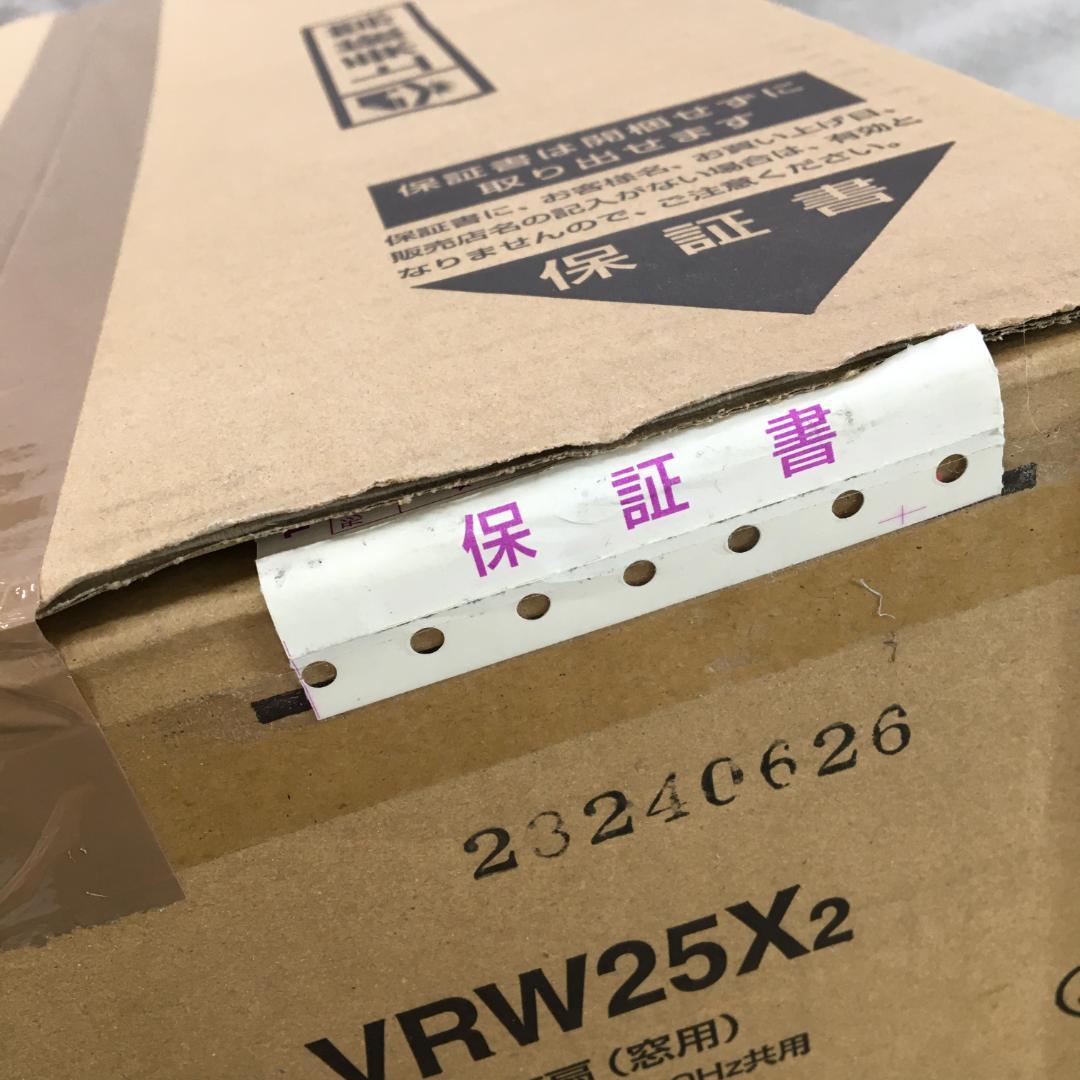 保証書は開梱せずに
取り出せます
保証書に、お客様名、お買い上げ日、
販売店名の記入がない場合は、有効と
なりませんので、ご注意ください。
保証書
保証書
23240626
VRW25X2
扇(窓用)
0Hz共用